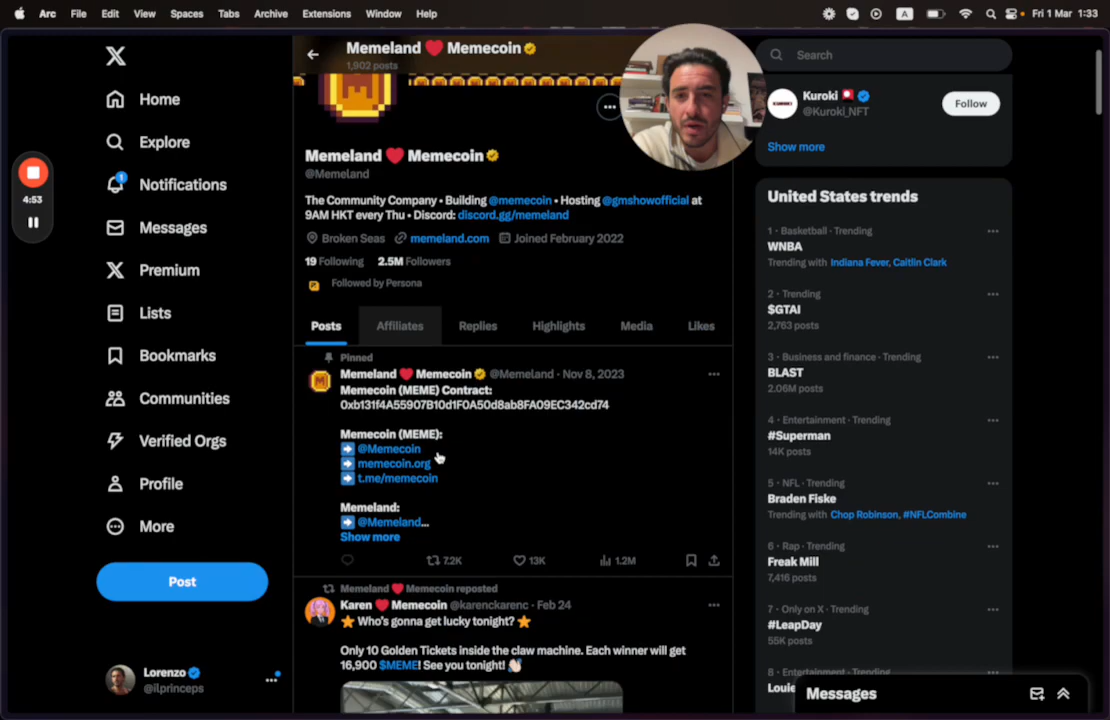 Arc File Edit View Spaces Tabs Archive Extensions Window Help
A
Fri 1 Mar 1:33
X
Home
Explore
1
Notifications
Messages
Premium
Lists
Bookmarks
Communities
Verified Orgs
Profile
More
Post
Lorenzo
@ilprinceps
4:53
Memeland ❤️ Memecoin
1,902 posts
Memeland ❤️ Memecoin
@Memeland
The Community Company • Building @memecoin • Hosting @gmshowofficial at
9AM HKT every Thu • Discord: discord.gg/memeland
Broken Seas memeland.com Joined February 2022
19 Following 2.5M Followers
Followed by Persona
Posts Affiliates Replies Highlights Media Likes
Pinned
Memeland ❤️ Memecoin @Memeland · Nov 8, 2023
Memecoin (MEME) Contract:
0xb131f4A55907B10d1F0A50d8ab8FA09EC342cd74
Memecoin (MEME):
➡️ @Memecoin
➡️ memecoin.org
➡️ t.me/memecoin
Memeland:
➡️ @Memeland...
Show more
7.2K 13K 1.2M
Memeland ❤️ Memecoin reposted
Karen ❤️ Memecoin @karenckarenc · Feb 24
⭐ Who's gonna get lucky tonight? ⭐
Only 10 Golden Tickets inside the claw machine. Each winner will get
16,900 $MEME! See you tonight! 👋🏻
Search
Kuroki
@Kuroki_NFT
Follow
Show more
United States trends
1 · Basketball · Trending
WNBA
Trending with Indiana Fever, Caitlin Clark
2 · Trending
$GTAI
2,763 posts
3 · Business and finance · Trending
BLAST
2.06M posts
4 · Entertainment · Trending
#Superman
14K posts
5 · NFL · Trending
Braden Fiske
Trending with Chop Robinson, #NFLCombine
6 · Rap · Trending
Freak Mill
7,416 posts
7 · Only on X · Trending
#LeapDay
55K posts
8 · Entertainment · Trending
Louie
Messages